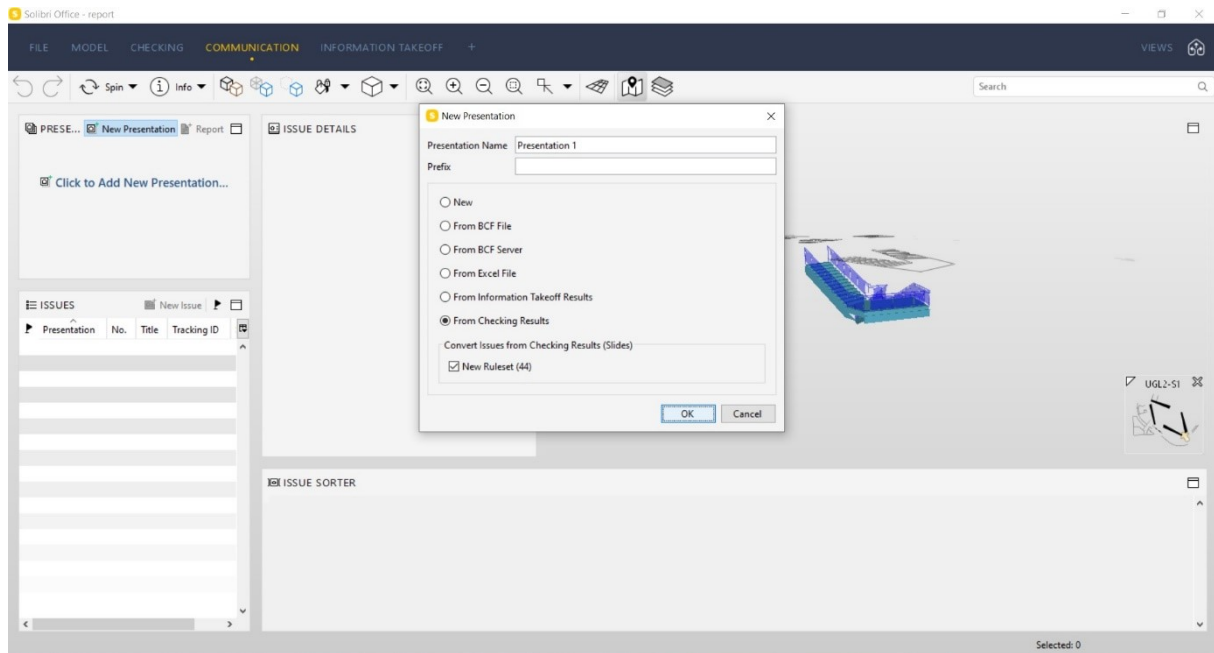 Solibri Office - report
FILE MODEL CHECKING COMMUNICATION INFORMATION TAKEOFF + VIEWS
Spin Info Search
PRESE... New Presentation Report
ISSUE DETAILS
Click to Add New Presentation...
New Presentation
Presentation Name Presentation 1
Prefix
New
From BCF File
From BCF Server
From Excel File
From Information Takeoff Results
From Checking Results
Convert Issues from Checking Results (Slides)
New Ruleset (44)
OK Cancel
ISSUES New Issue
Presentation No. Title Tracking ID
UGL2-S1
ISSUE SORTER
Selected: 0